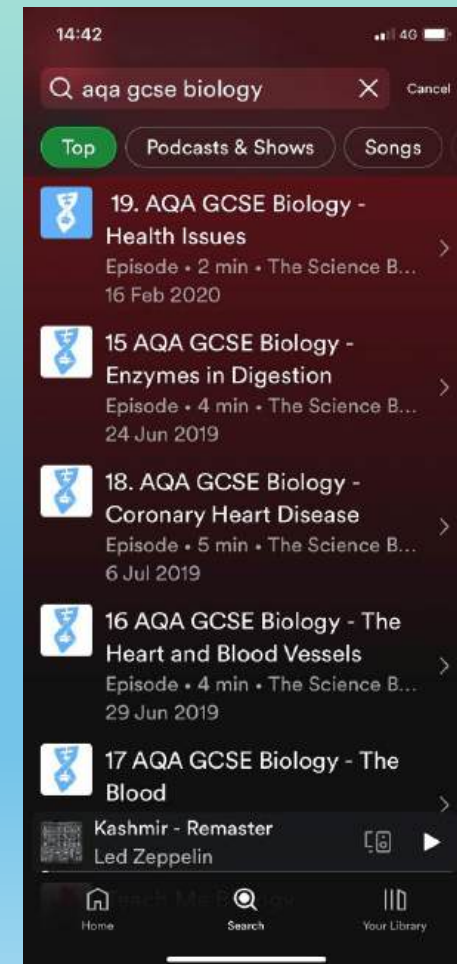 14:42
4G
aqa gcse biology
Cancel
Top
Podcasts & Shows
Songs
19. AQA GCSE Biology -
Health Issues
Episode • 2 min • The Science B...
16 Feb 2020
15 AQA GCSE Biology -
Enzymes in Digestion
Episode • 4 min • The Science B...
24 Jun 2019
18. AQA GCSE Biology -
Coronary Heart Disease
Episode • 5 min • The Science B...
6 Jul 2019
16 AQA GCSE Biology - The
Heart and Blood Vessels
Episode • 4 min • The Science B...
29 Jun 2019
17 AQA GCSE Biology - The
Blood
Kashmir - Remaster
Led Zeppelin
Teach Me Biology
Home
Search
Your Library